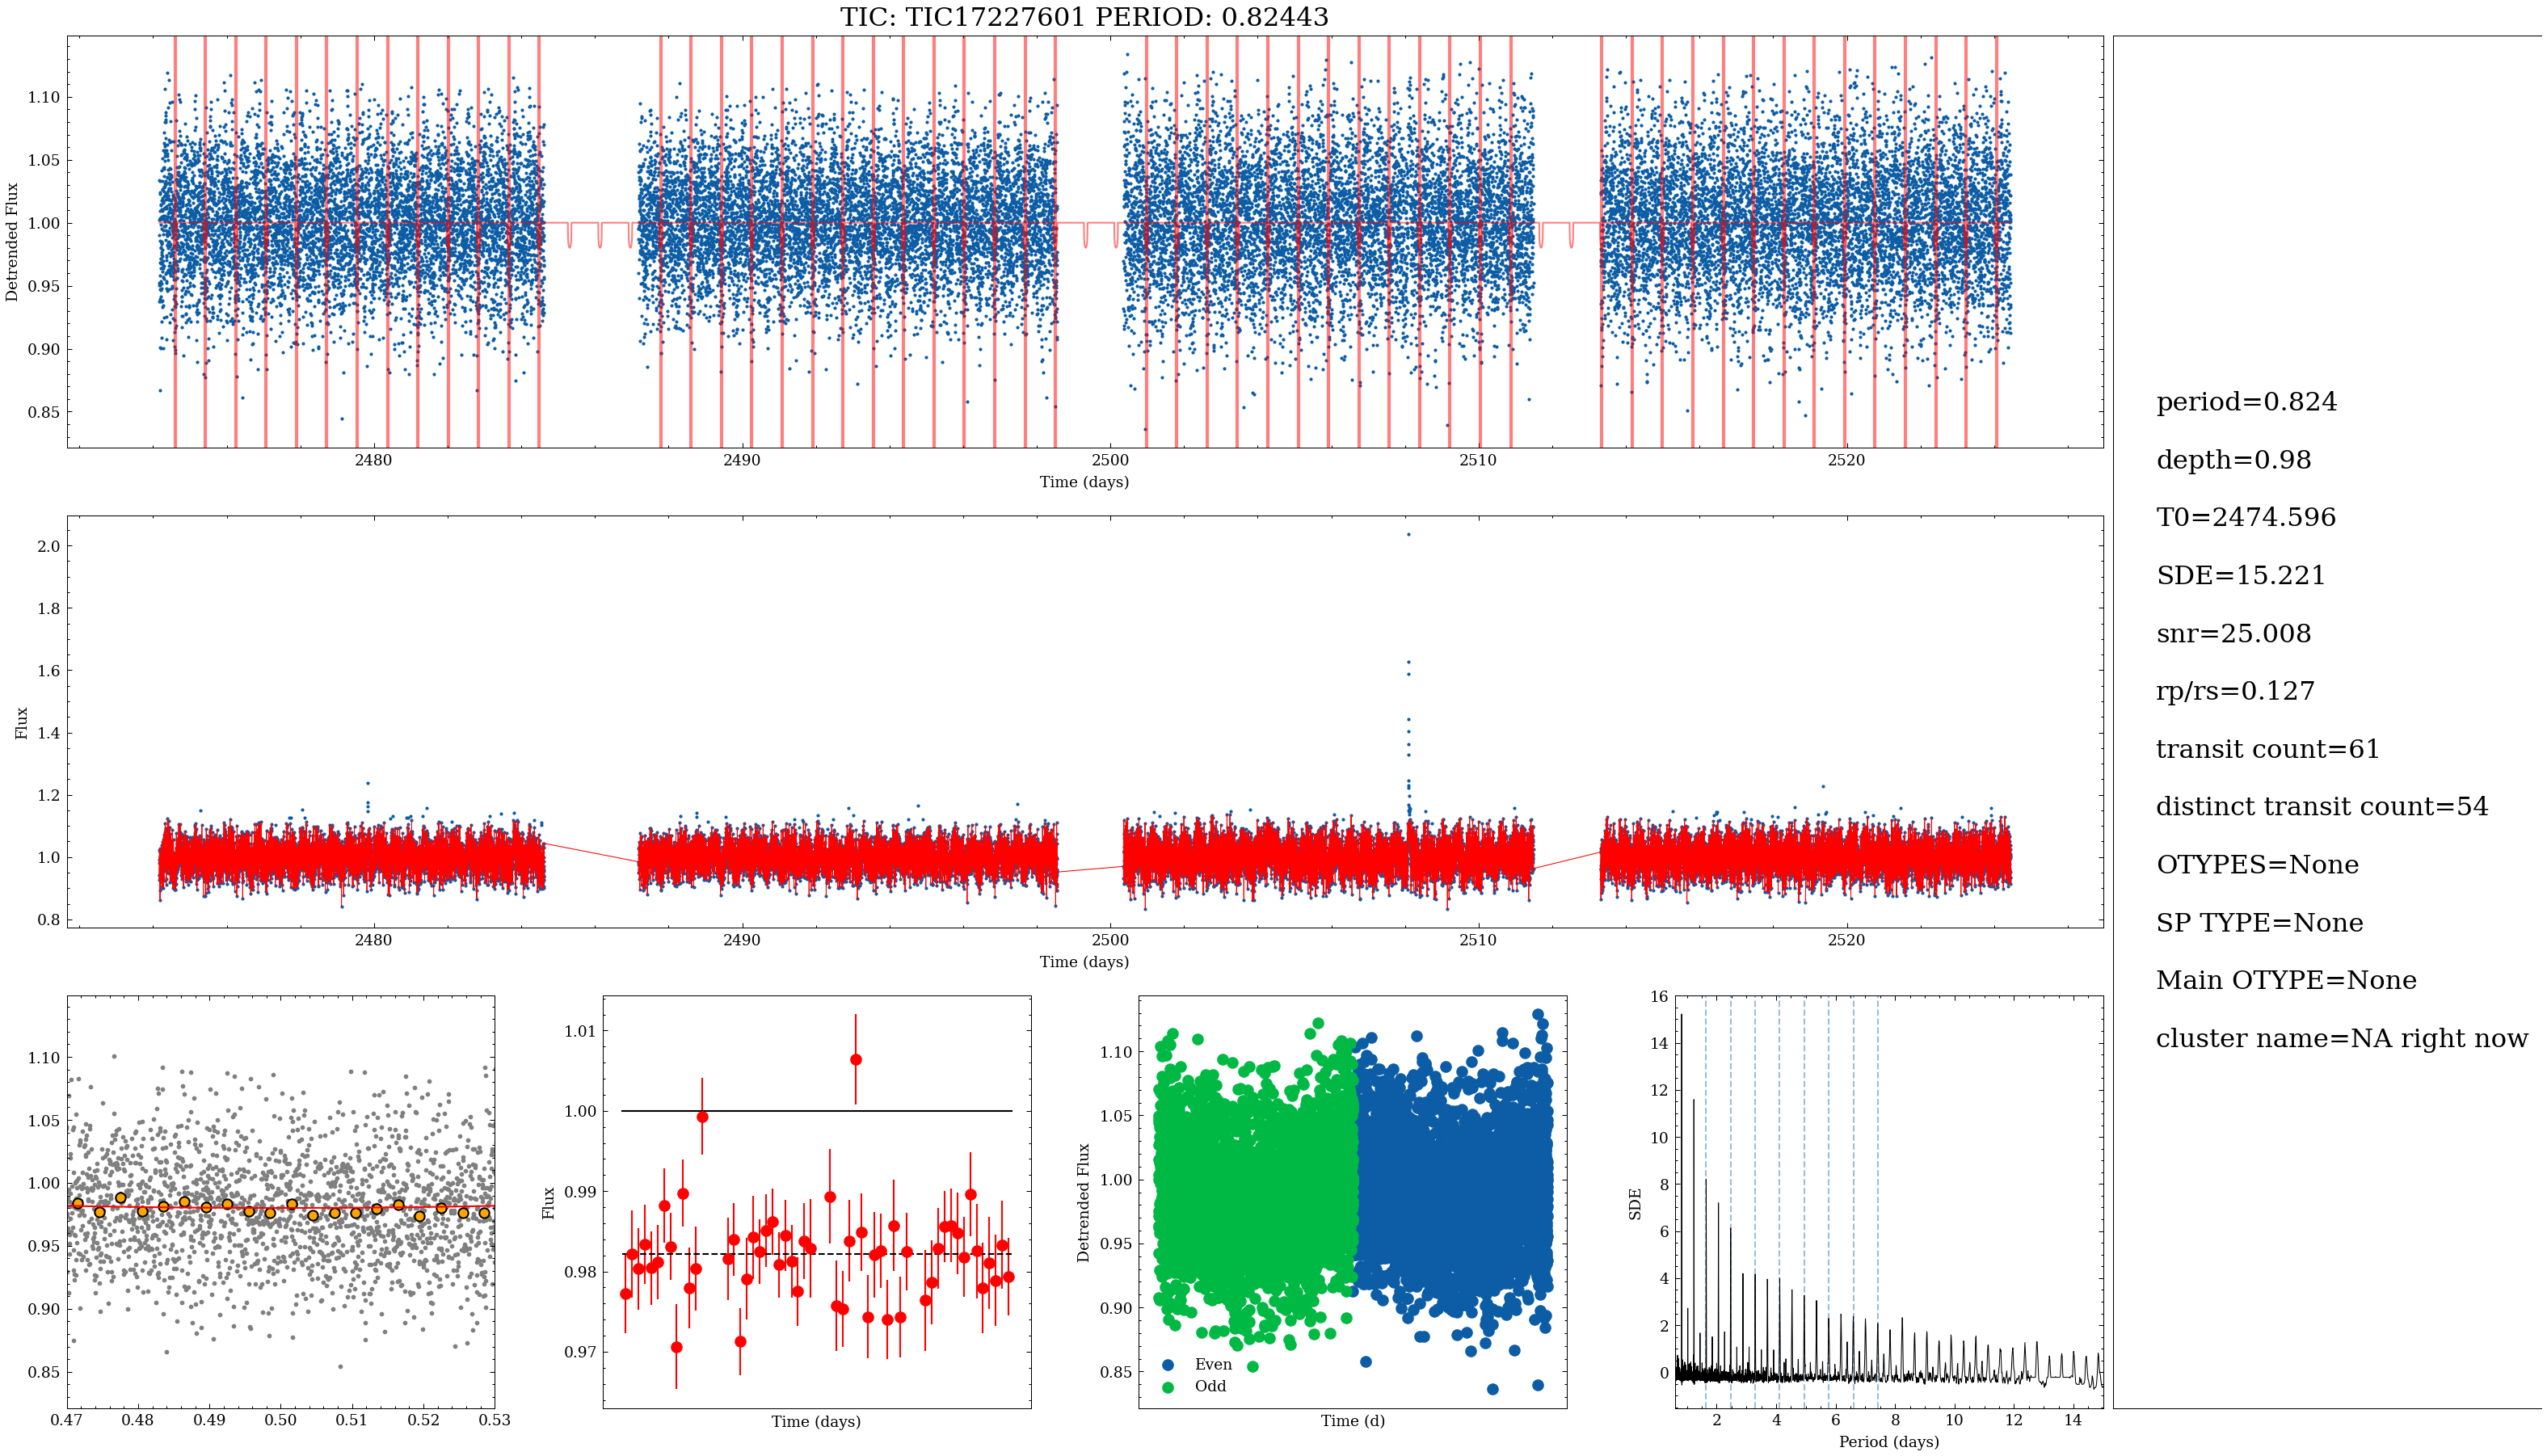 TIC: TIC17227601 PERIOD: 0.82443
Detrended Flux
1.10
1.05
1.00
0.95
0.90
0.85
2480
2490
2500
2510
2520
Time (days)
Flux
2.0
1.8
1.6
1.4
1.2
1.0
0.8
2480
2490
2500
2510
2520
Time (days)
1.10
1.05
1.00
0.95
0.90
0.85
0.47
0.48
0.49
0.50
0.51
0.52
0.53
Flux
1.01
1.00
0.99
0.98
0.97
Time (days)
Detrended Flux
1.10
1.05
1.00
0.95
0.90
0.85
Even
Odd
Time (d)
SDE
16
14
12
10
8
6
4
2
0
2
4
6
8
10
12
14
Period (days)
period=0.824
depth=0.98
T0=2474.596
SDE=15.221
snr=25.008
rp/rs=0.127
transit count=61
distinct transit count=54
OTYPES=None
SP TYPE=None
Main OTYPE=None
cluster name=NA right now